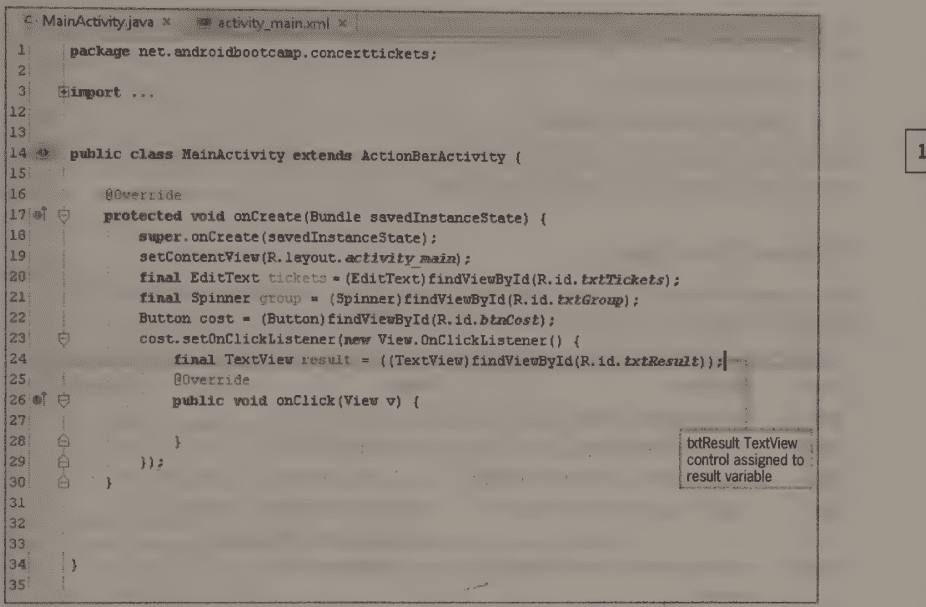 MainActivity.java × activity_main.xml ×
1 package net.androidbootcamp.concerttickets;
2
3 import ...
12
13
14 public class MainActivity extends ActionBarActivity {
15
16 @Override
17 protected void onCreate(Bundle savedInstanceState) {
18 super.onCreate(savedInstanceState);
19 setContentView(R.layout.activity_main);
20 final EditText tickets = (EditText)findViewById(R.id.txtTickets);
21 final Spinner group = (Spinner)findViewById(R.id.txtGroup);
22 Button cost = (Button)findViewById(R.id.btnCost);
23 cost.setOnClickListener(new View.OnClickListener() {
24 final TextView result = ((TextView)findViewById(R.id.txtResult));
25 @Override
26 public void onClick(View v) {
27
28 }
29 });
30 }
31
32
33
34 }
35
txtResult TextView
control assigned to
result variable
1